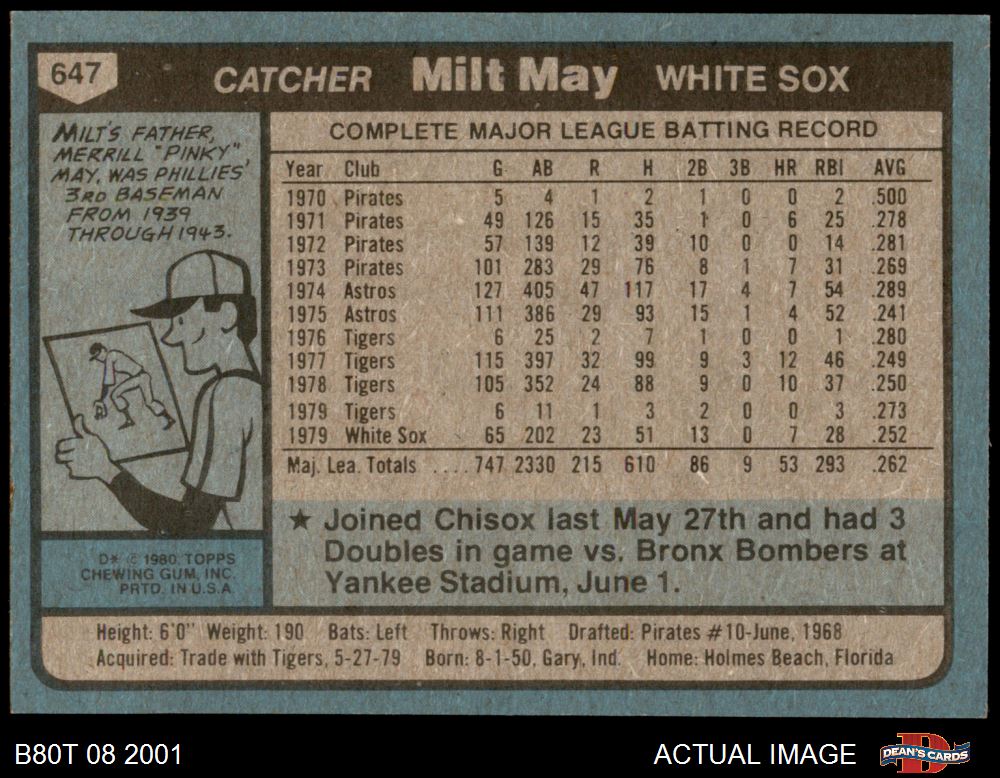 647 CATCHER Milt May WHITE SOX
MILT'S FATHER,
MERRILL "PINKY"
MAY, WAS PHILLIES'
3RD BASEMAN
FROM 1939
THROUGH 1943.
COMPLETE MAJOR LEAGUE BATTING RECORD
Year Club G AB R H 2B 3B HR RBI AVG
1970 Pirates 5 4 1 2 1 0 0 2 .500
1971 Pirates 49 126 15 35 1 0 6 25 .278
1972 Pirates 57 139 12 39 10 0 0 14 .281
1973 Pirates 101 283 29 76 8 1 7 31 .269
1974 Astros 127 405 47 117 17 4 7 54 .289
1975 Astros 111 386 29 93 15 1 4 52 .241
1976 Tigers 6 25 2 7 1 0 0 1 .280
1977 Tigers 115 397 32 99 9 3 12 46 .249
1978 Tigers 105 352 24 88 9 0 10 37 .250
1979 Tigers 6 11 1 3 2 0 0 3 .273
1979 White Sox 65 202 23 51 13 0 7 28 .252
Maj. Lea. Totals ....747 2330 215 610 86 9 53 293 .262
★ Joined Chisox last May 27th and had 3
Doubles in game vs. Bronx Bombers at
Yankee Stadium, June 1.
D* © 1980 TOPPS
CHEWING GUM, INC.
PRTD. IN U.S.A.
Height: 6'0" Weight: 190 Bats: Left Throws: Right Drafted: Pirates #10-June, 1968
Acquired: Trade with Tigers, 5-27-79 Born: 8-1-50, Gary, Ind. Home: Holmes Beach, Florida
B80T 08 2001 ACTUAL IMAGE DEAN'S CARDS